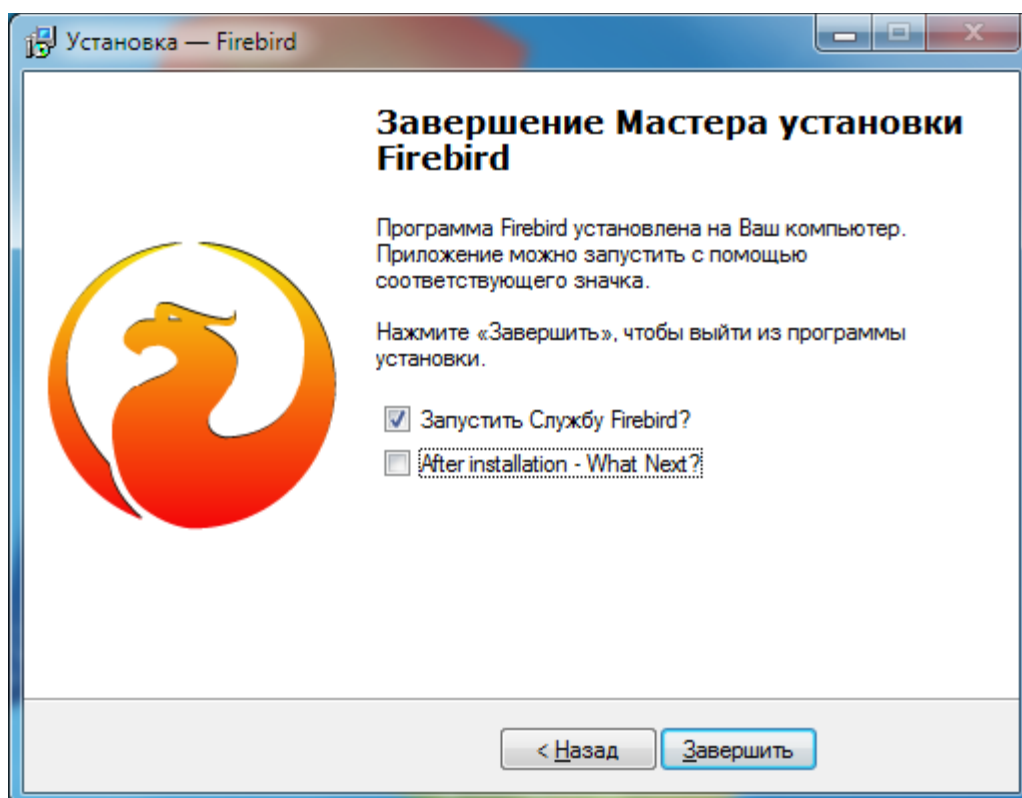 Установка — Firebird
Завершение Мастера установки
Firebird
Программа Firebird установлена на Ваш компьютер.
Приложение можно запустить с помощью
соответствующего значка.
Нажмите «Завершить», чтобы выйти из программы
установки.
Запустить Службу Firebird?
After installation - What Next?
< Назад
Завершить